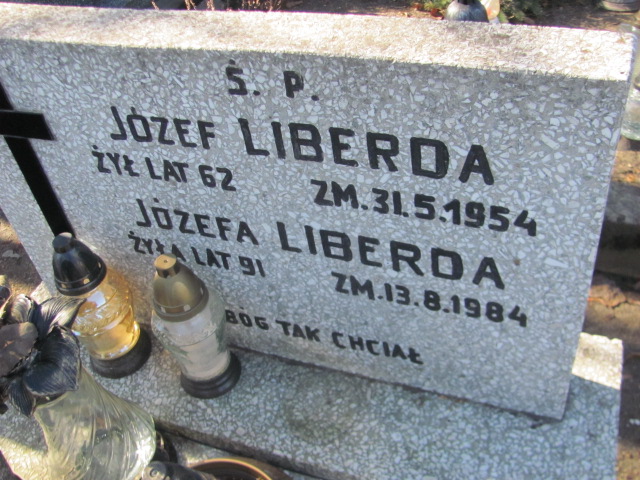 Ś. P.
JÓZEF LIBERDA
ŻYŁ LAT 62 ZM. 31.5.1954
JÓZEFA LIBERDA
ŻYŁA LAT 91 ZM. 13.8.1984
BÓG TAK CHCIAŁ